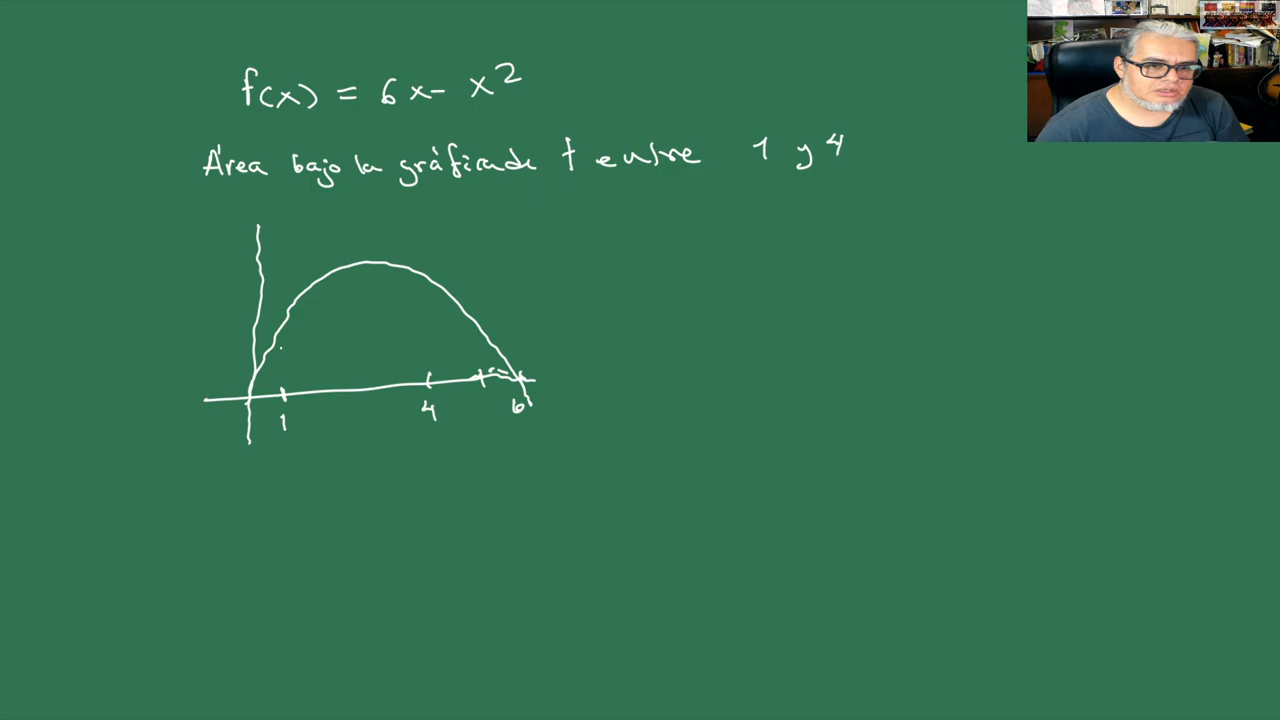 f(x) = 6x - x²
Área bajo la gráfica de f entre 1 y 4
1 4 6